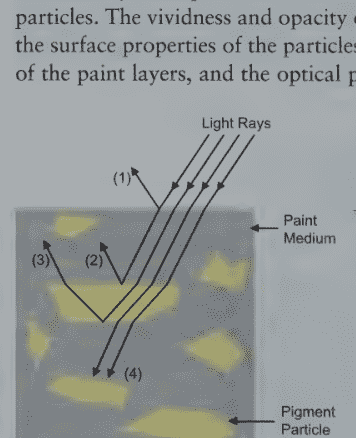 particles. The vividness and opacity
the surface properties of the particles
of the paint layers, and the optical
Light Rays
(1)
Paint
Medium
(3)
(2)
(4)
Pigment
Particle